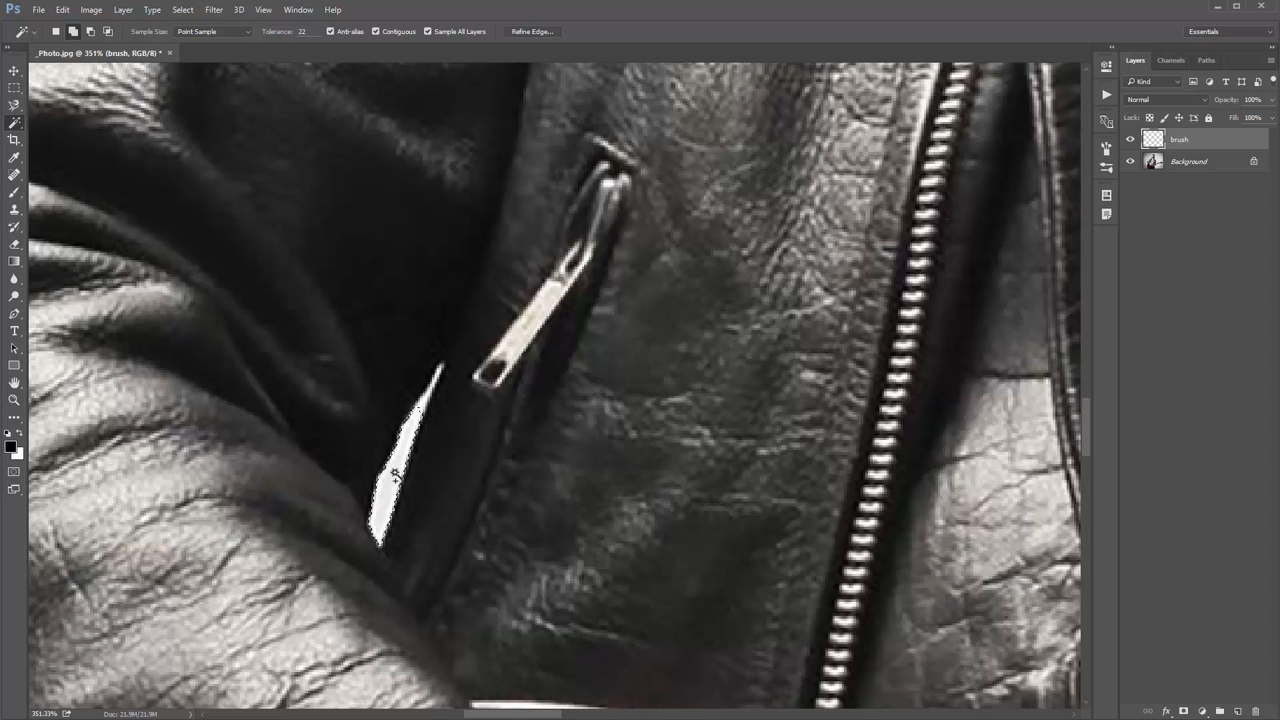 Ps File Edit Image Layer Type Select Filter 3D View Window Help
Sample Size: Point Sample Tolerance: 22 Anti-alias Contiguous Sample All Layers Refine Edge... Essentials
_Photo.jpg @ 351% (brush, RGB/8) * ×
Layers Channels Paths
Kind
Normal Opacity: 100%
Lock: Fill: 100%
brush
Background
351.33% Doc: 21.9M/21.9M